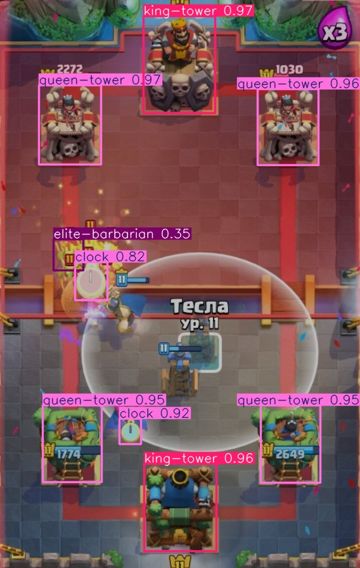 king-tower 0.97
x3
2272
1030
queen-tower 0.97
queen-tower 0.96
elite-barbarian 0.35
clock 0.82
11
Тесла
ур. 11
11
queen-tower 0.95
queen-tower 0.95
clock 0.92
1774
2649
king-tower 0.96